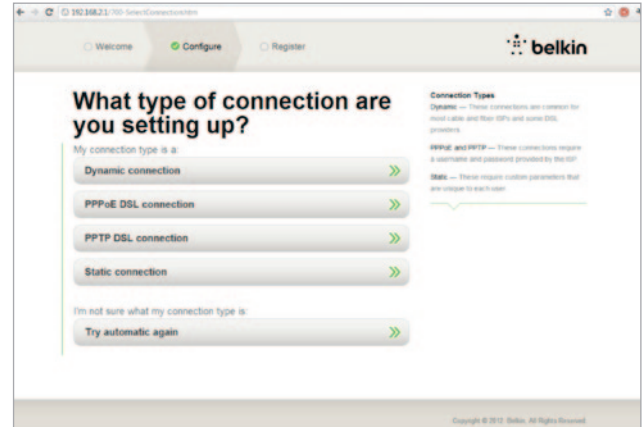 192.168.2.1/700-SelectConnection.htm
Welcome
Configure
Register
belkin
What type of connection are
you setting up?
My connection type is a:
Dynamic connection
PPPoE DSL connection
PPTP DSL connection
Static connection
I'm not sure what my connection type is:
Try automatic again
Connection Types
Dynamic — These connections are common for
most cable and fiber ISPs and some DSL
providers.
PPPoE and PPTP — These connections require
a username and password provided by the ISP.
Static — These require custom parameters that
are unique to each user.
Copyright © 2012. Belkin. All Rights Reserved